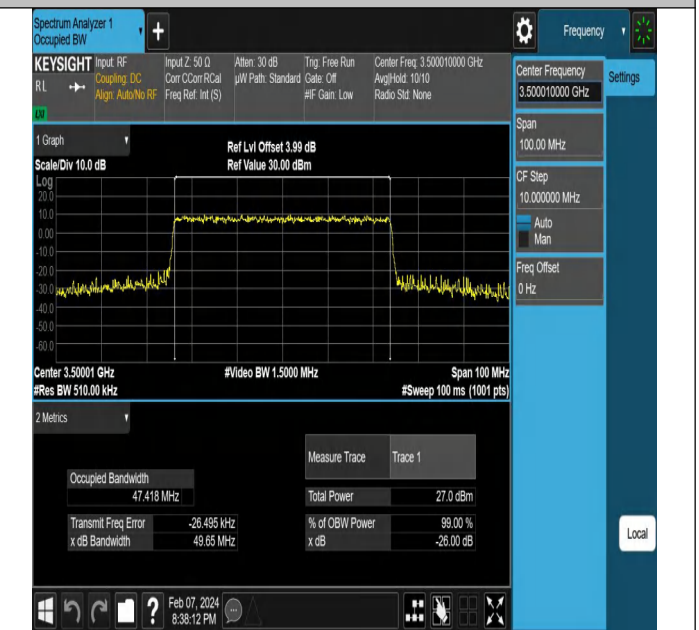 Spectrum Analyzer 1
Occupied BW
Frequency
KEYSIGHT
RL
LXI
Input: RF
Coupling: DC
Align: Auto/No RF
Input Z: 50 Ω
Corr CCorr RCal
Freq Ref: Int (S)
Atten: 30 dB
µW Path: Standard
Trig: Free Run
Gate: Off
#IF Gain: Low
Center Freq: 3.500010000 GHz
Avg|Hold: 10/10
Radio Std: None
Center Frequency
3.500010000 GHz
Settings
Span
100.00 MHz
CF Step
10.000000 MHz
Auto
Man
Freq Offset
0 Hz
1 Graph
Scale/Div 10.0 dB
Ref Lvl Offset 3.99 dB
Ref Value 30.00 dBm
Log
20.0
10.0
0.00
-10.0
-20.0
-30.0
-40.0
-50.0
-60.0
Center 3.50001 GHz
#Video BW 1.5000 MHz
Span 100 MHz
#Res BW 510.00 kHz
#Sweep 100 ms (1001 pts)
2 Metrics
Measure Trace
Trace 1
Occupied Bandwidth
47.418 MHz
Total Power
27.0 dBm
Transmit Freq Error
-26.495 kHz
% of OBW Power
99.00 %
x dB Bandwidth
49.65 MHz
x dB
-26.00 dB
Local
?
Feb 07, 2024
8:38:12 PM